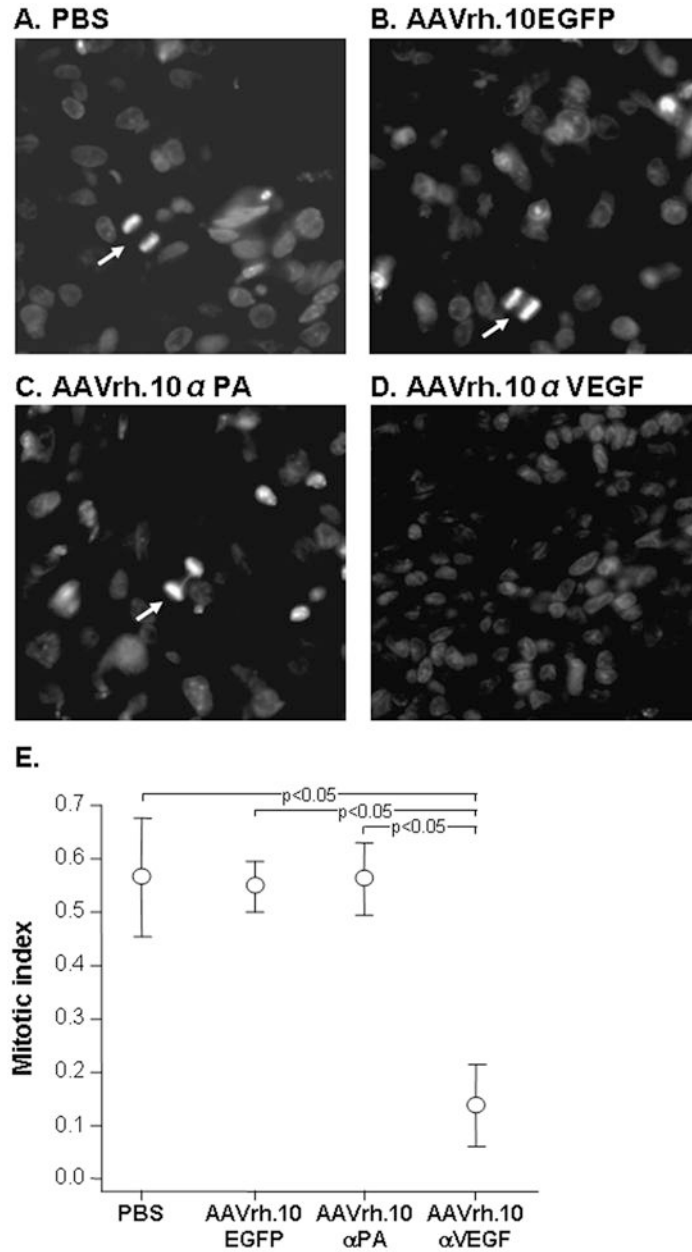 A. PBS
B. AAVrh.10EGFP
C. AAVrh.10 α PA
D. AAVrh.10 α VEGF
E.
p<0.05
p<0.05
p<0.05
Mitotic index
0.7
0.6
0.5
0.4
0.3
0.2
0.1
0.0
PBS
AAVrh.10
EGFP
AAVrh.10
αPA
AAVrh.10
αVEGF